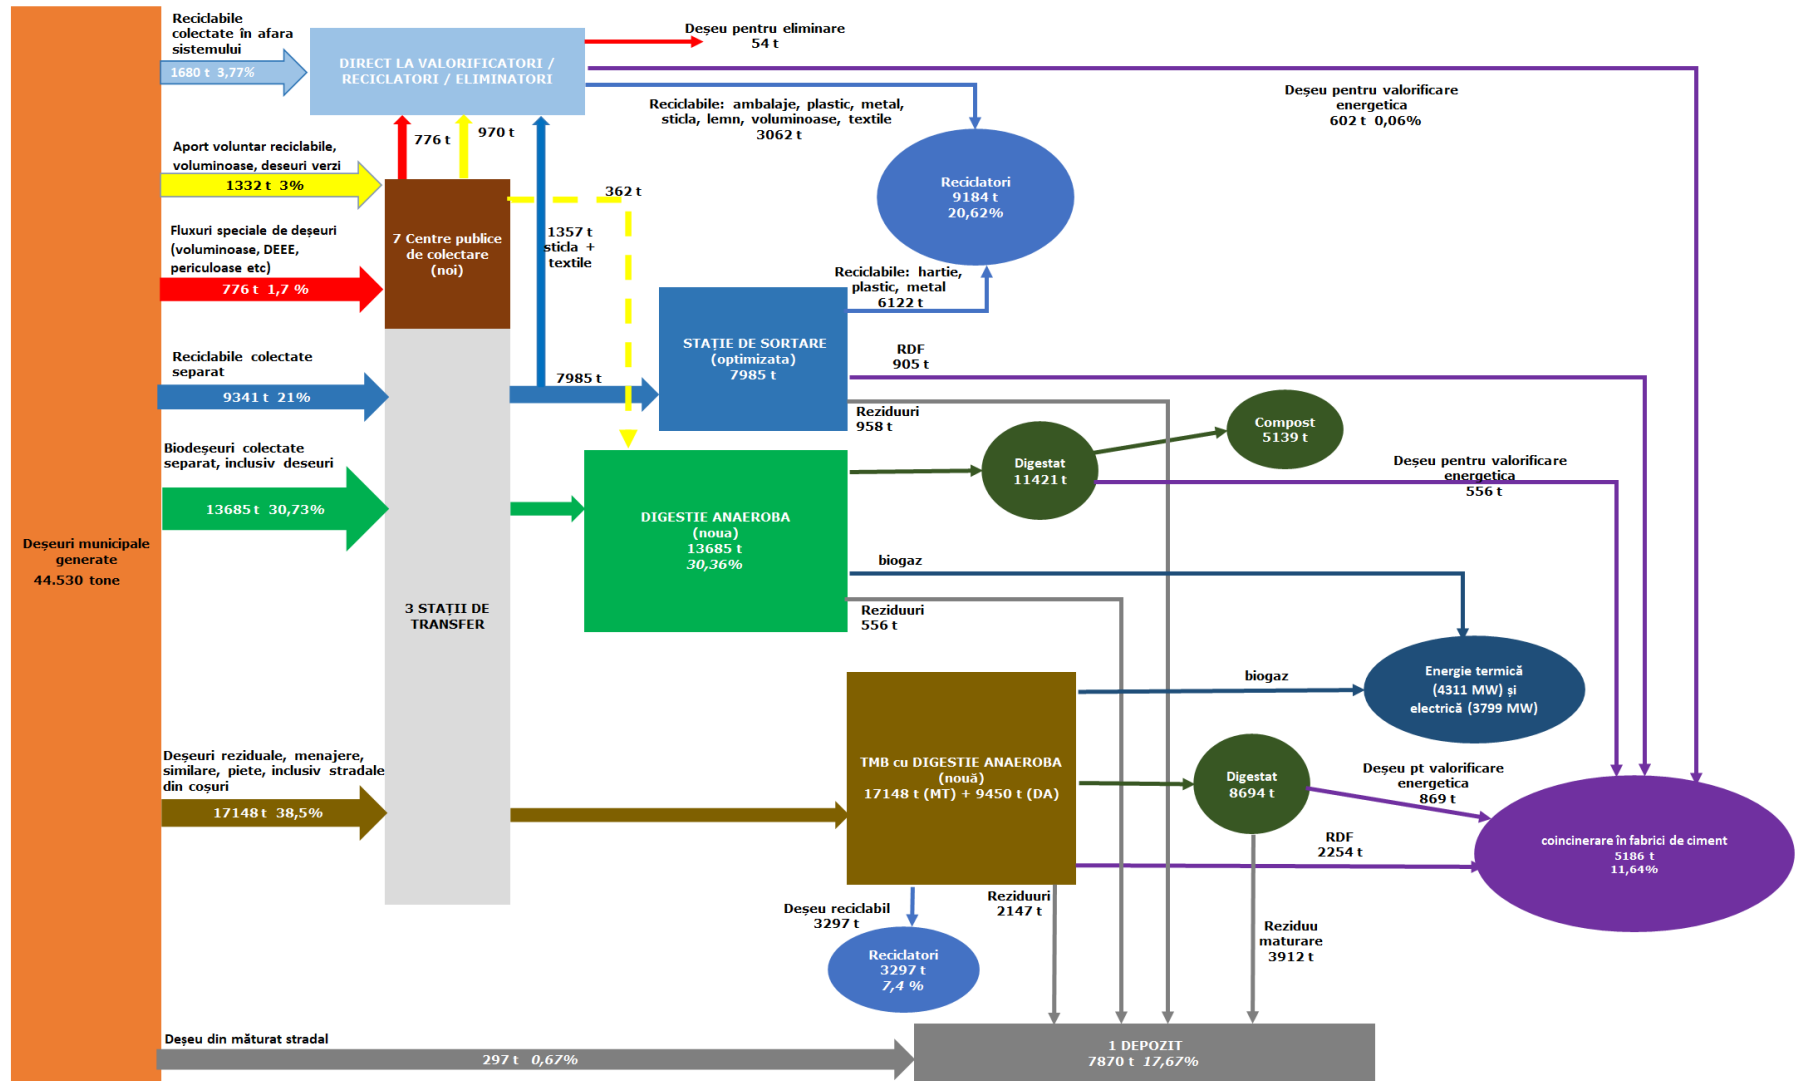 Reciclabile
colectate în afara
sistemului
1680 t 3,77%
DIRECT LA VALORIFICATORI /
RECICLATORI / ELIMINATORI
Deșeu pentru eliminare
54 t
Reciclabile: ambalaje, plastic, metal,
sticla, lemn, voluminoase, textile
3062 t
Deșeu pentru valorificare
energetica
602 t 0,06%
Aport voluntar reciclabile,
voluminoase, deseuri verzi
1332 t 3%
776 t
970 t
362 t
Reciclatori
9184 t
20,62%
Fluxuri speciale de deșeuri
(voluminoase, DEEE,
periculoase etc)
776 t 1,7 %
7 Centre publice
de colectare
(noi)
1357 t
sticla +
textile
Reciclabile: hartie,
plastic, metal
6122 t
Reciclabile colectate
separat
9341 t 21%
7985 t
STAȚIE DE SORTARE
(optimizata)
7985 t
RDF
905 t
Reziduuri
958 t
Compost
5139 t
Biodeșeuri colectate
separat, inclusiv deseuri
13685 t 30,73%
Digestat
11421 t
Deșeu pentru valorificare
energetica
556 t
DIGESTIE ANAEROBA
(noua)
13685 t
30,36%
biogaz
Reziduuri
556 t
Deșeuri municipale
generate
44.530 tone
3 STAȚII DE
TRANSFER
biogaz
Energie termică
(4311 MW) și
electrică (3799 MW)
Deșeuri reziduale, menajere,
similare, piete, inclusiv stradale
din coșuri
17148 t 38,5%
TMB cu DIGESTIE ANAEROBA
(nouă)
17148 t (MT) + 9450 t (DA)
Digestat
8694 t
Deșeu pt valorificare
energetica
869 t
RDF
2254 t
coincinerare în fabrici de ciment
5186 t
11,64%
Deșeu reciclabil
3297 t
Reziduuri
2147 t
Reziduu
maturare
3912 t
Reciclatori
3297 t
7,4 %
Deșeu din măturat stradal
297 t 0,67%
1 DEPOZIT
7870 t 17,67%